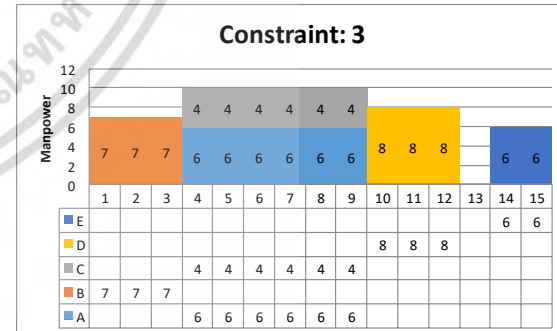 Constraint: 3
Manpower
12
10
8
6
4
2
0
4 4 4 4 4 4
7 7 7 6 6 6 6 6 6 8 8 8 6 6
1 2 3 4 5 6 7 8 9 10 11 12 13 14 15
E 6 6
D 8 8 8
C 4 4 4 4 4 4
B 7 7 7
A 6 6 6 6 6 6